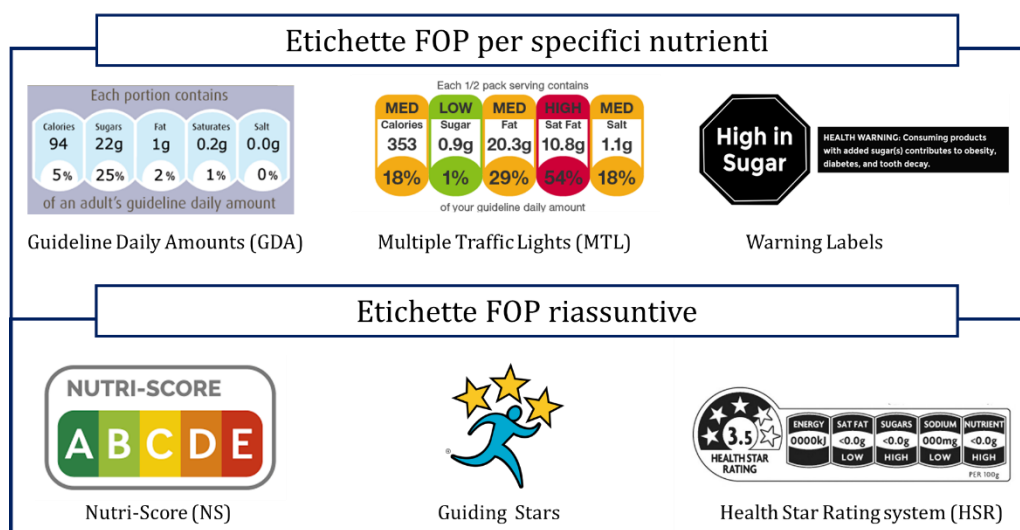 Etichette FOP per specifici nutrienti
Each portion contains
Calories Sugars Fat Saturates Salt
94 22g 1g 0.2g 0.0g
5% 25% 2% 1% 0%
of an adult's guideline daily amount
Guideline Daily Amounts (GDA)
Each 1/2 pack serving contains
MED LOW MED HIGH MED
Calories Sugar Fat Sat Fat Salt
353 0.9g 20.3g 10.8g 1.1g
18% 1% 29% 54% 18%
of your guideline daily amount
Multiple Traffic Lights (MTL)
High in
Sugar
HEALTH WARNING: Consuming products
with added sugar(s) contributes to obesity,
diabetes, and tooth decay.
Warning Labels
Etichette FOP riassuntive
NUTRI-SCORE
A B C D E
Nutri-Score (NS)
®
Guiding Stars
3.5
HEALTH STAR
RATING
ENERGY SAT FAT SUGARS SODIUM NUTRIENT
0000kJ <0.0g <0.0g 000mg <0.0g
LOW HIGH LOW HIGH
PER 100g
Health Star Rating system (HSR)